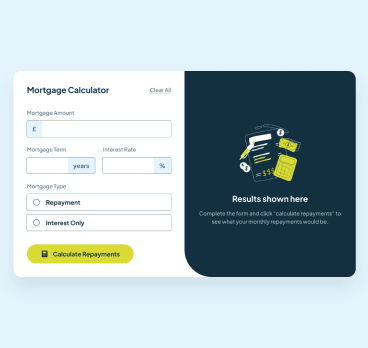 Mortgage Calculator
Clear All
Mortgage Amount
£
Mortgage Term
Interest Rate
years
%
Mortgage Type
Repayment
Interest Only
Calculate Repayments
Results shown here
Complete the form and click "calculate repayments" to
see what your monthly repayments would be.